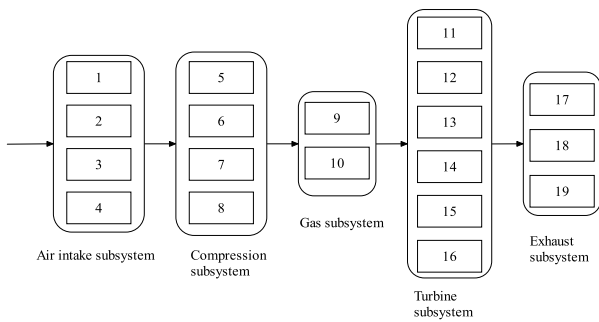 1
2
3
4
Air intake subsystem
5
6
7
8
Compression
subsystem
9
10
Gas subsystem
11
12
13
14
15
16
Turbine
subsystem
17
18
19
Exhaust
subsystem